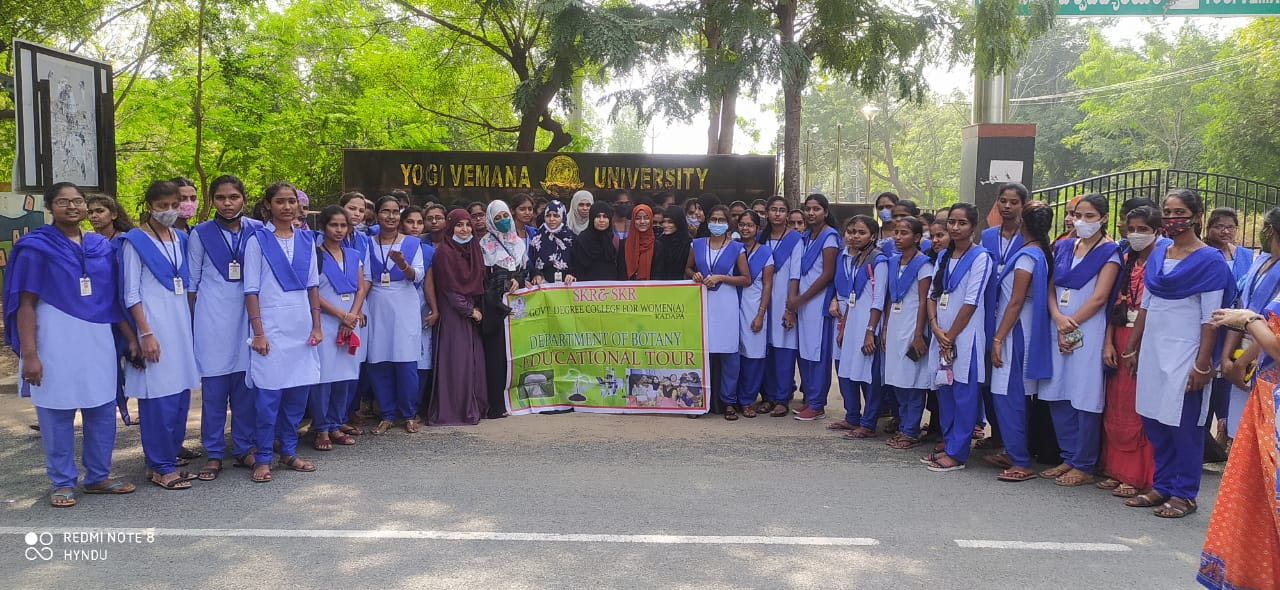 YOGI VEMANA UNIVERSITY
SKR & SKR
GOVT. DEGREE COLLEGE FOR WOMEN(A)
KADAPA
DEPARTMENT OF BOTANY
EDUCATIONAL TOUR
REDMI NOTE 8
HYNDU